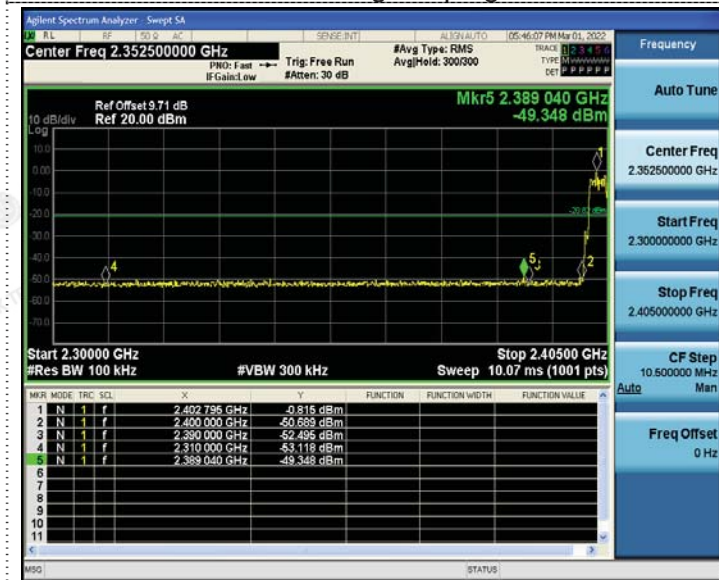 Agilent Spectrum Analyzer - Swept SA
RL RF 50 Ω AC SENSE:INT ALIGN AUTO 05:46:07 PM Mar 01, 2022
Center Freq 2.352500000 GHz
PNO: Fast
IFGain:Low
Trig: Free Run
#Atten: 30 dB
#Avg Type: RMS
Avg|Hold: 300/300
TRACE 1 2 3 4 5 6
TYPE M
DET P P P P P P
Frequency
Auto Tune
Center Freq
2.352500000 GHz
Start Freq
2.300000000 GHz
Stop Freq
2.405000000 GHz
CF Step
10.500000 MHz
Auto Man
Freq Offset
0 Hz
Mkr5 2.389 040 GHz
-49.348 dBm
Ref Offset 9.71 dB
10 dB/div Ref 20.00 dBm
Log
10.0
0.00
-10.0
-20.0
-30.0
-40.0
-50.0
-60.0
-70.0
1
4
5
3
2
Start 2.30000 GHz Stop 2.40500 GHz
#Res BW 100 kHz #VBW 300 kHz Sweep 10.07 ms (1001 pts)
MKR MODE TRC SCL X Y FUNCTION FUNCTION WIDTH FUNCTION VALUE
1 N 1 f 2.402 795 GHz -0.815 dBm
2 N 1 f 2.400 000 GHz -50.689 dBm
3 N 1 f 2.390 000 GHz -52.495 dBm
4 N 1 f 2.310 000 GHz -53.118 dBm
5 N 1 f 2.389 040 GHz -49.348 dBm
6
7
8
9
10
11
MSG STATUS